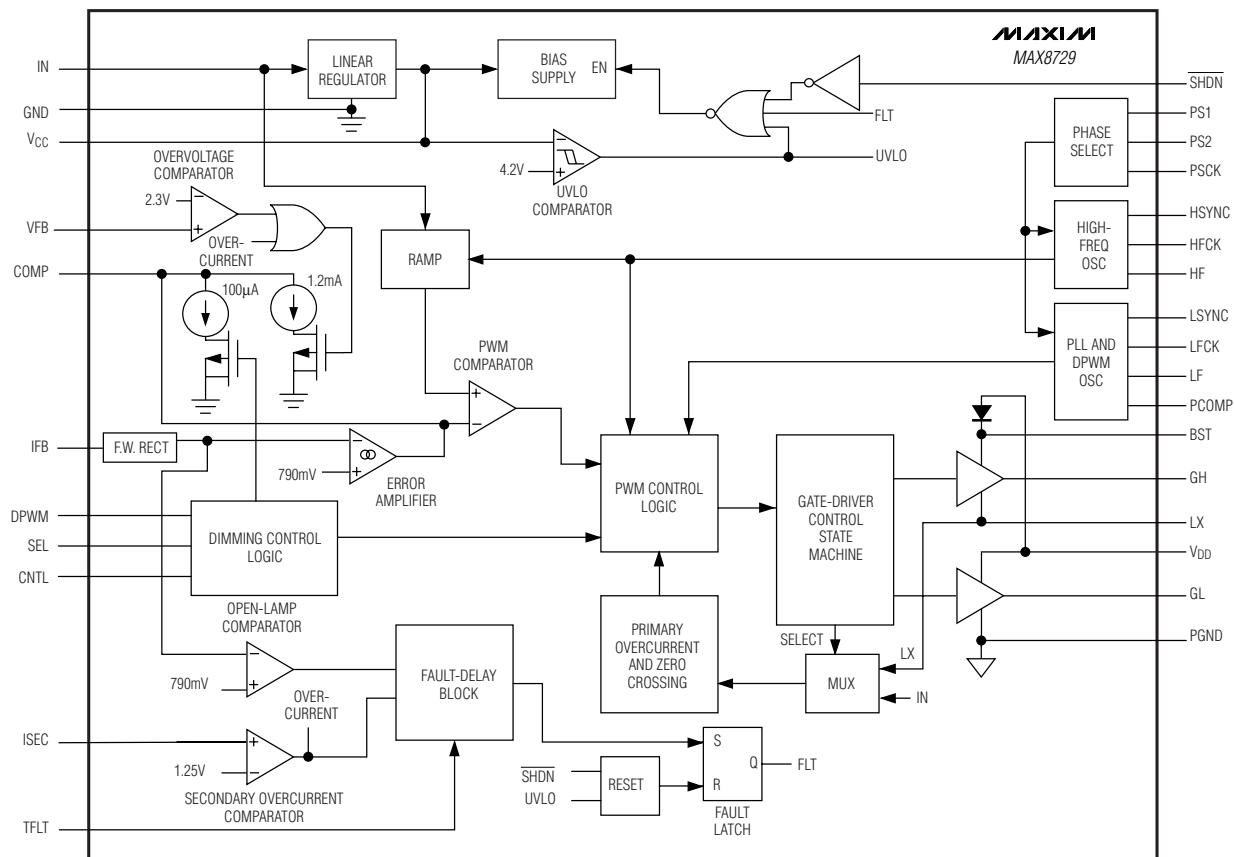 MAXIM
MAX8729
IN
GND
VCC
VFB
COMP
IFB
DPWM
SEL
CNTL
ISEC
TFLT
LINEAR
REGULATOR
BIAS
SUPPLY
EN
FLT
UVLO
4.2V
UVLO
COMPARATOR
OVERVOLTAGE
COMPARATOR
2.3V
OVER-
CURRENT
100µA
1.2mA
RAMP
PWM
COMPARATOR
F.W. RECT
790mV
ERROR
AMPLIFIER
DIMMING CONTROL
LOGIC
PWM CONTROL
LOGIC
GATE-DRIVER
CONTROL
STATE
MACHINE
SELECT
OPEN-LAMP
COMPARATOR
790mV
OVER-
CURRENT
1.25V
SECONDARY OVERCURRENT
COMPARATOR
FAULT-DELAY
BLOCK
PRIMARY
OVERCURRENT
AND ZERO
CROSSING
MUX
LX
IN
SHDN
UVLO
RESET
S
R
Q
FLT
FAULT
LATCH
PHASE
SELECT
HIGH-
FREQ
OSC
PLL AND
DPWM
OSC
SHDN
PS1
PS2
PSCK
HSYNC
HFCK
HF
LSYNC
LFCK
LF
PCOMP
BST
GH
LX
VDD
GL
PGND